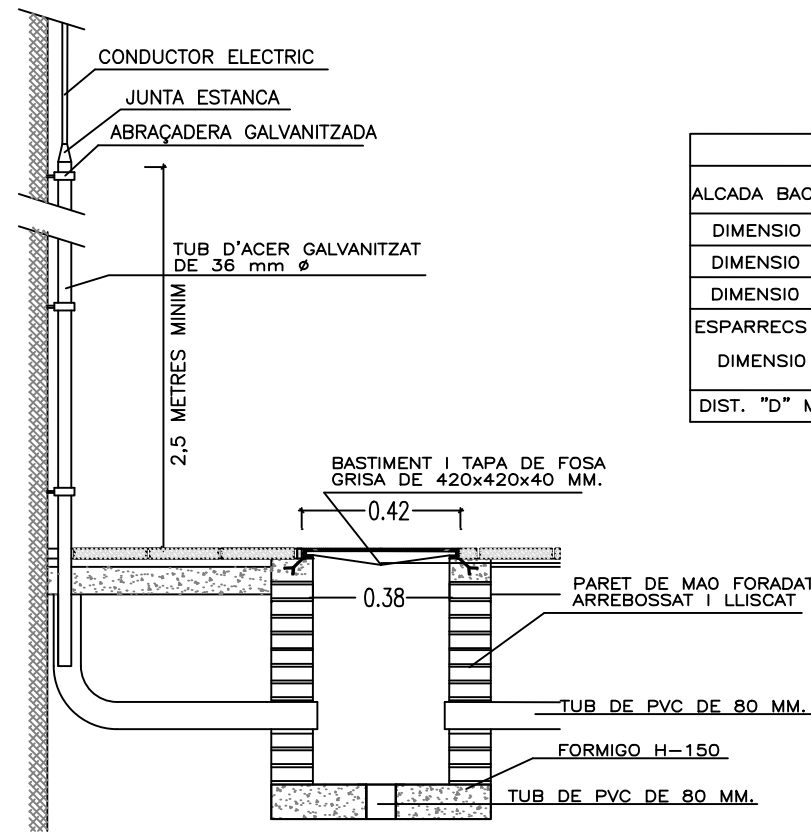 CONDUCTOR ELECTRIC
JUNTA ESTANCA
ABRAÇADERA GALVANITZADA
TUB D'ACER GALVANITZAT
DE 36 mm ø
2,5 METRES MINIM
BASTIMENT I TAPA DE FOSA
GRISA DE 420x420x40 MM.
0.42
0.38
PARET DE MAO FORADAT
ARREBOSSAT I LLISCAT
TUB DE PVC DE 80 MM.
FORMIGO H-150
TUB DE PVC DE 80 MM.
ALCADA BAC
DIMENSIO
DIMENSIO
DIMENSIO
ESPARRECS
DIMENSIO
DIST. "D" M